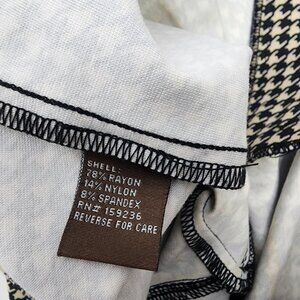 SHELL:
78% RAYON
14% NYLON
8% SPANDEX
RN# 159236
REVERSE FOR CARE